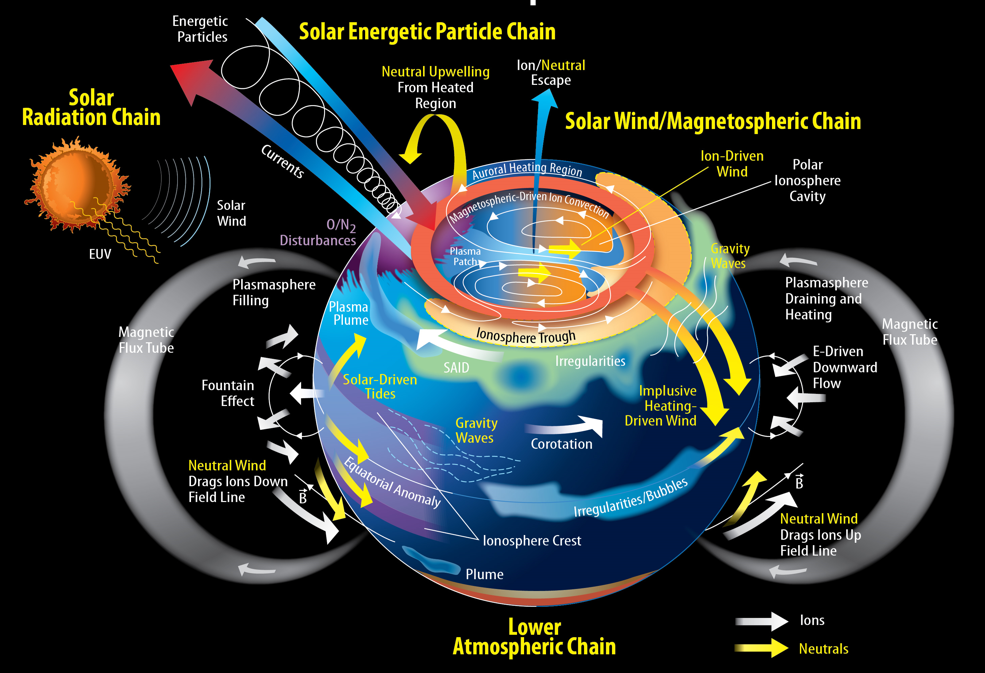 Energetic
Particles
Solar Energetic Particle Chain
Neutral Upwelling
From Heated
Region
Ion/Neutral
Escape
Solar
Radiation Chain
Solar Wind/Magnetospheric Chain
Currents
Auroral Heating Region
Ion-Driven
Wind
Polar
Ionosphere
Cavity
Solar
Wind
EUV
O/N2
Disturbances
Magnetospheric-Driven Ion Convection
Plasma
Patch
Gravity
Waves
Plasmasphere
Filling
Plasmasphere
Draining and
Heating
Plasma
Plume
Magnetic
Flux Tube
Magnetic
Flux Tube
Ionosphere Trough
SAID
Irregularities
E-Driven
Downward
Flow
Fountain
Effect
Solar-Driven
Tides
Implusive
Heating-
Driven Wind
Gravity
Waves
Corotation
Neutral Wind
Drags Ions Down
Field Line
B
Equatorial Anomaly
Irregularities/Bubbles
B
Neutral Wind
Drags Ions Up
Field Line
Ionosphere Crest
Plume
Lower
Atmospheric Chain
Ions
Neutrals